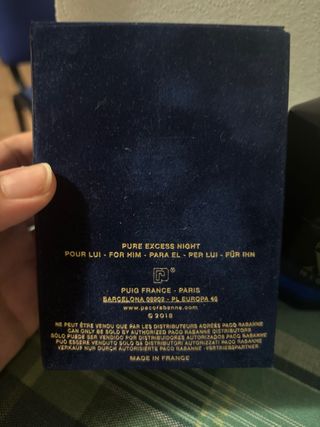 PURE EXCESS NIGHT
POUR LUI - FOR HIM - PARA EL - PER LUI - FÜR IHN
®
PUIG FRANCE - PARIS
BARCELONA 08902 - PL EUROPA 46
www.pacorabanne.com
©2018
NE PEUT ÊTRE VENDU QUE PAR LES DISTRIBUTEURS AGRÉÉS PACO RABANNE
CAN ONLY BE SOLD BY AUTHORIZED PACO RABANNE DISTRIBUTORS
SOLO PUEDE SER VENDIDO POR DISTRIBUIDORES AUTORIZADOS PACO RABANNE
PUÒ ESSERE VENDUTO SOLO DA DISTRIBUTORI AUTORIZZATI PACO RABANNE
VERKAUF NUR DURCH AUTORISIERTE PACO RABANNE - VERTRIEBSPARTNER
MADE IN FRANCE